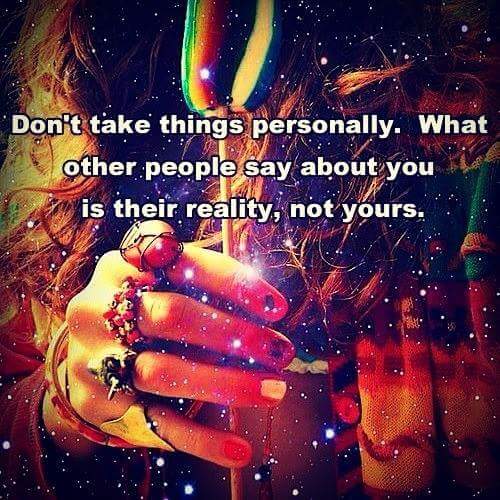 Don't take things personally. What
other people say about you
is their reality, not yours.